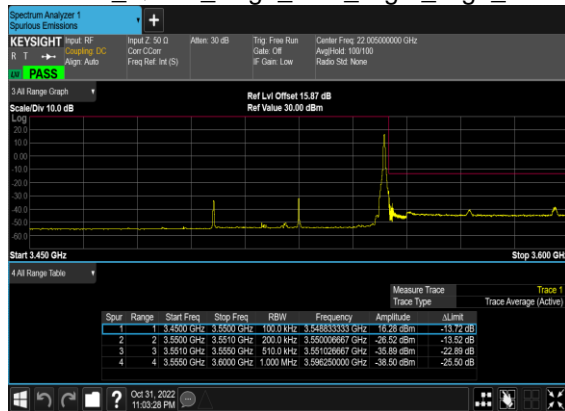 Spectrum Analyzer 1
Spurious Emissions
+
KEYSIGHT Input: RF Input Z: 50 Ω Atten: 30 dB Trig: Free Run Center Freq: 22.005000000 GHz
R T Coupling: DC Corr CCorr Gate: Off Avg|Hold: 100/100
Align: Auto Freq Ref: Int (S) IF Gain: Low Radio Std: None
PASS
3 All Range Graph
Ref Lvl Offset 15.87 dB
Scale/Div 10.0 dB Ref Value 30.00 dBm
Log
20.0
10.0
0.00
-10.0
-20.0
-30.0
-40.0
-50.0
-60.0
Start 3.450 GHz Stop 3.600 GH
4 All Range Table
Measure Trace Trace 1
Trace Type Trace Average (Active)
Spur Range Start Freq Stop Freq RBW Frequency Amplitude ΔLimit
1 1 3.4500 GHz 3.5500 GHz 100.0 kHz 3.548833333 GHz 16.28 dBm -13.72 dB
2 2 3.5500 GHz 3.5510 GHz 200.0 kHz 3.550006667 GHz -26.52 dBm -13.52 dB
3 3 3.5510 GHz 3.5550 GHz 510.0 kHz 3.551026667 GHz -35.89 dBm -22.89 dB
4 4 3.5550 GHz 3.6000 GHz 1.000 MHz 3.596250000 GHz -38.50 dBm -25.50 dB
? Oct 31, 2022
11:03:28 PM